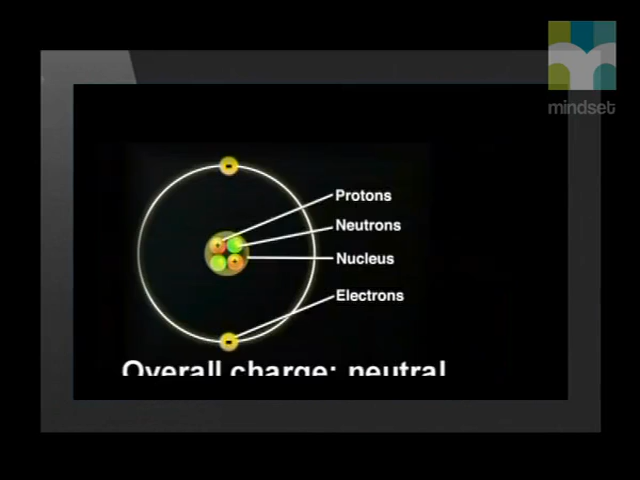 mindset
Protons
Neutrons
Nucleus
Electrons
Overall charge: neutral